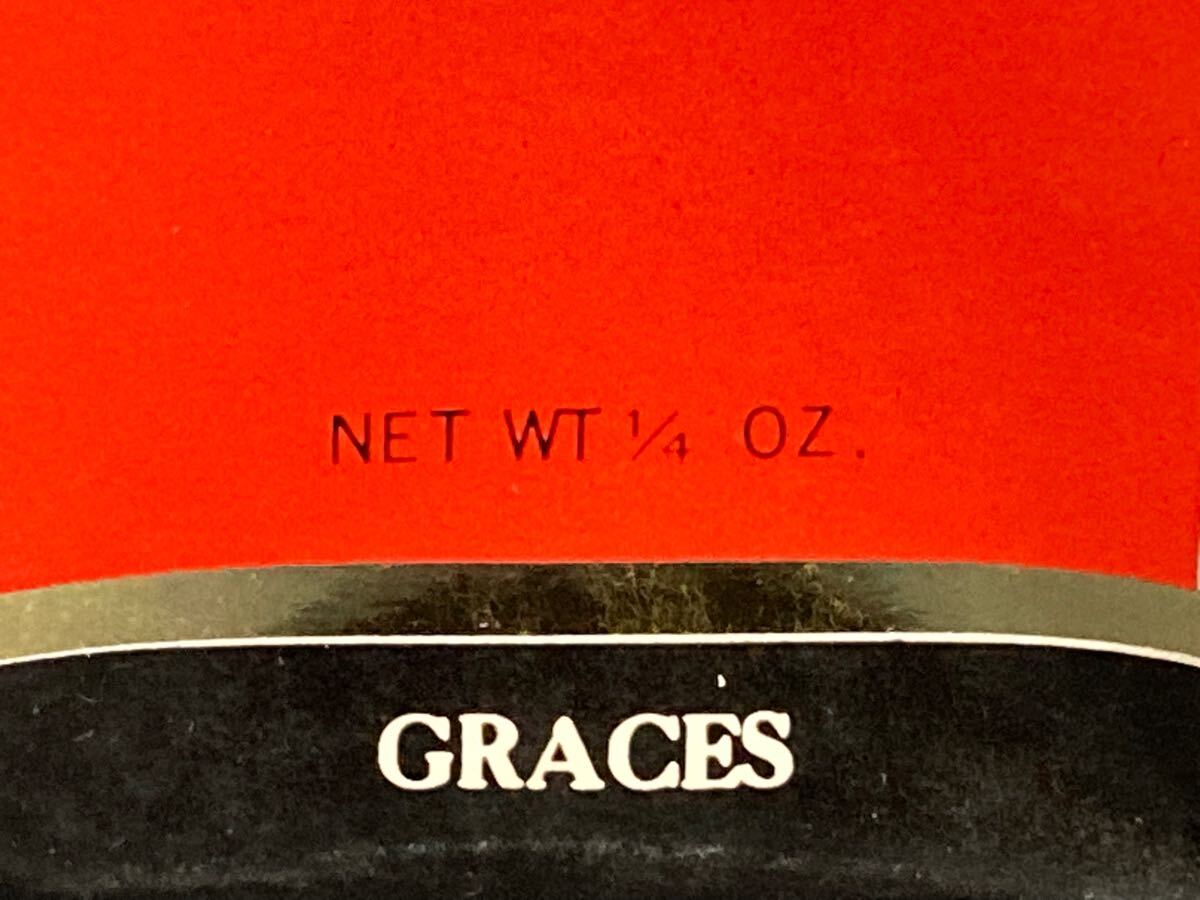 NET WT ¼ OZ.
GRACES